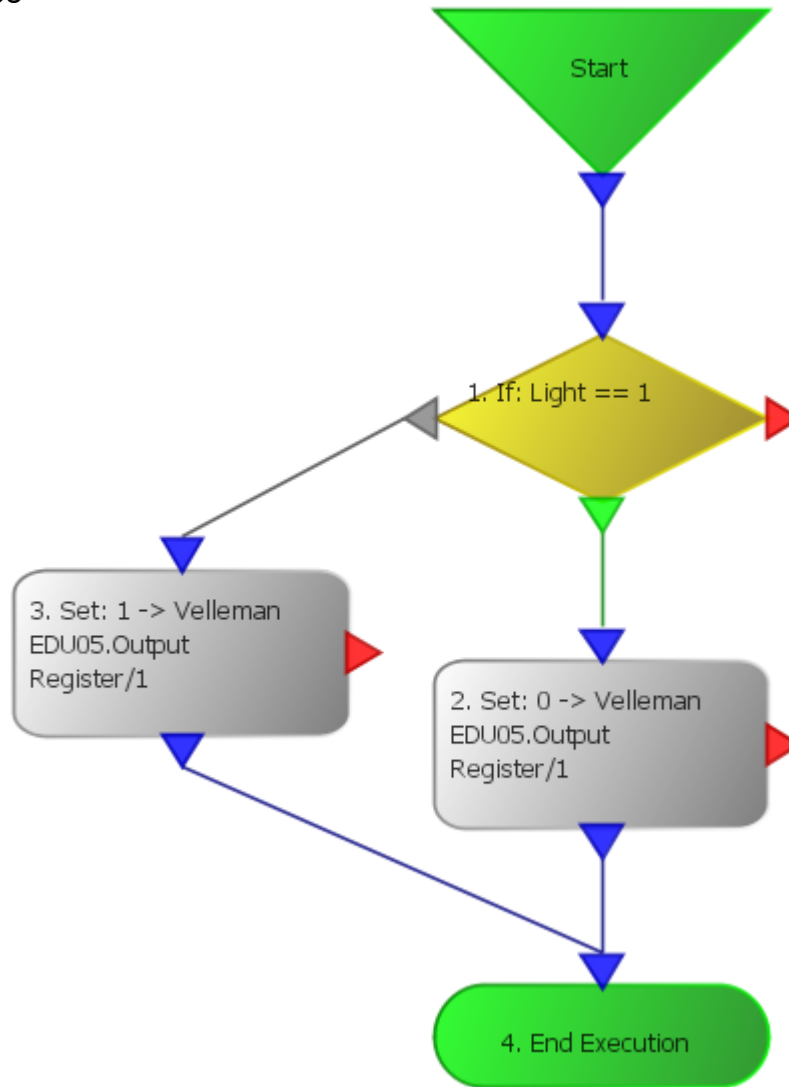 Start
1. If: Light == 1
3. Set: 1 -> Velleman
EDU05.Output
Register/1
2. Set: 0 -> Velleman
EDU05.Output
Register/1
4. End Execution